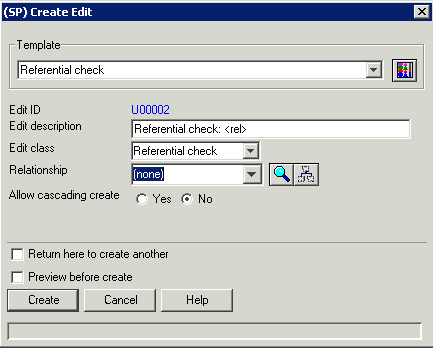 (SP) Create Edit
Template
Referential check
Edit ID U00002
Edit description Referential check: <rel>
Edit class Referential check
Relationship (none)
Allow cascading create Yes No
Return here to create another
Preview before create
Create Cancel Help